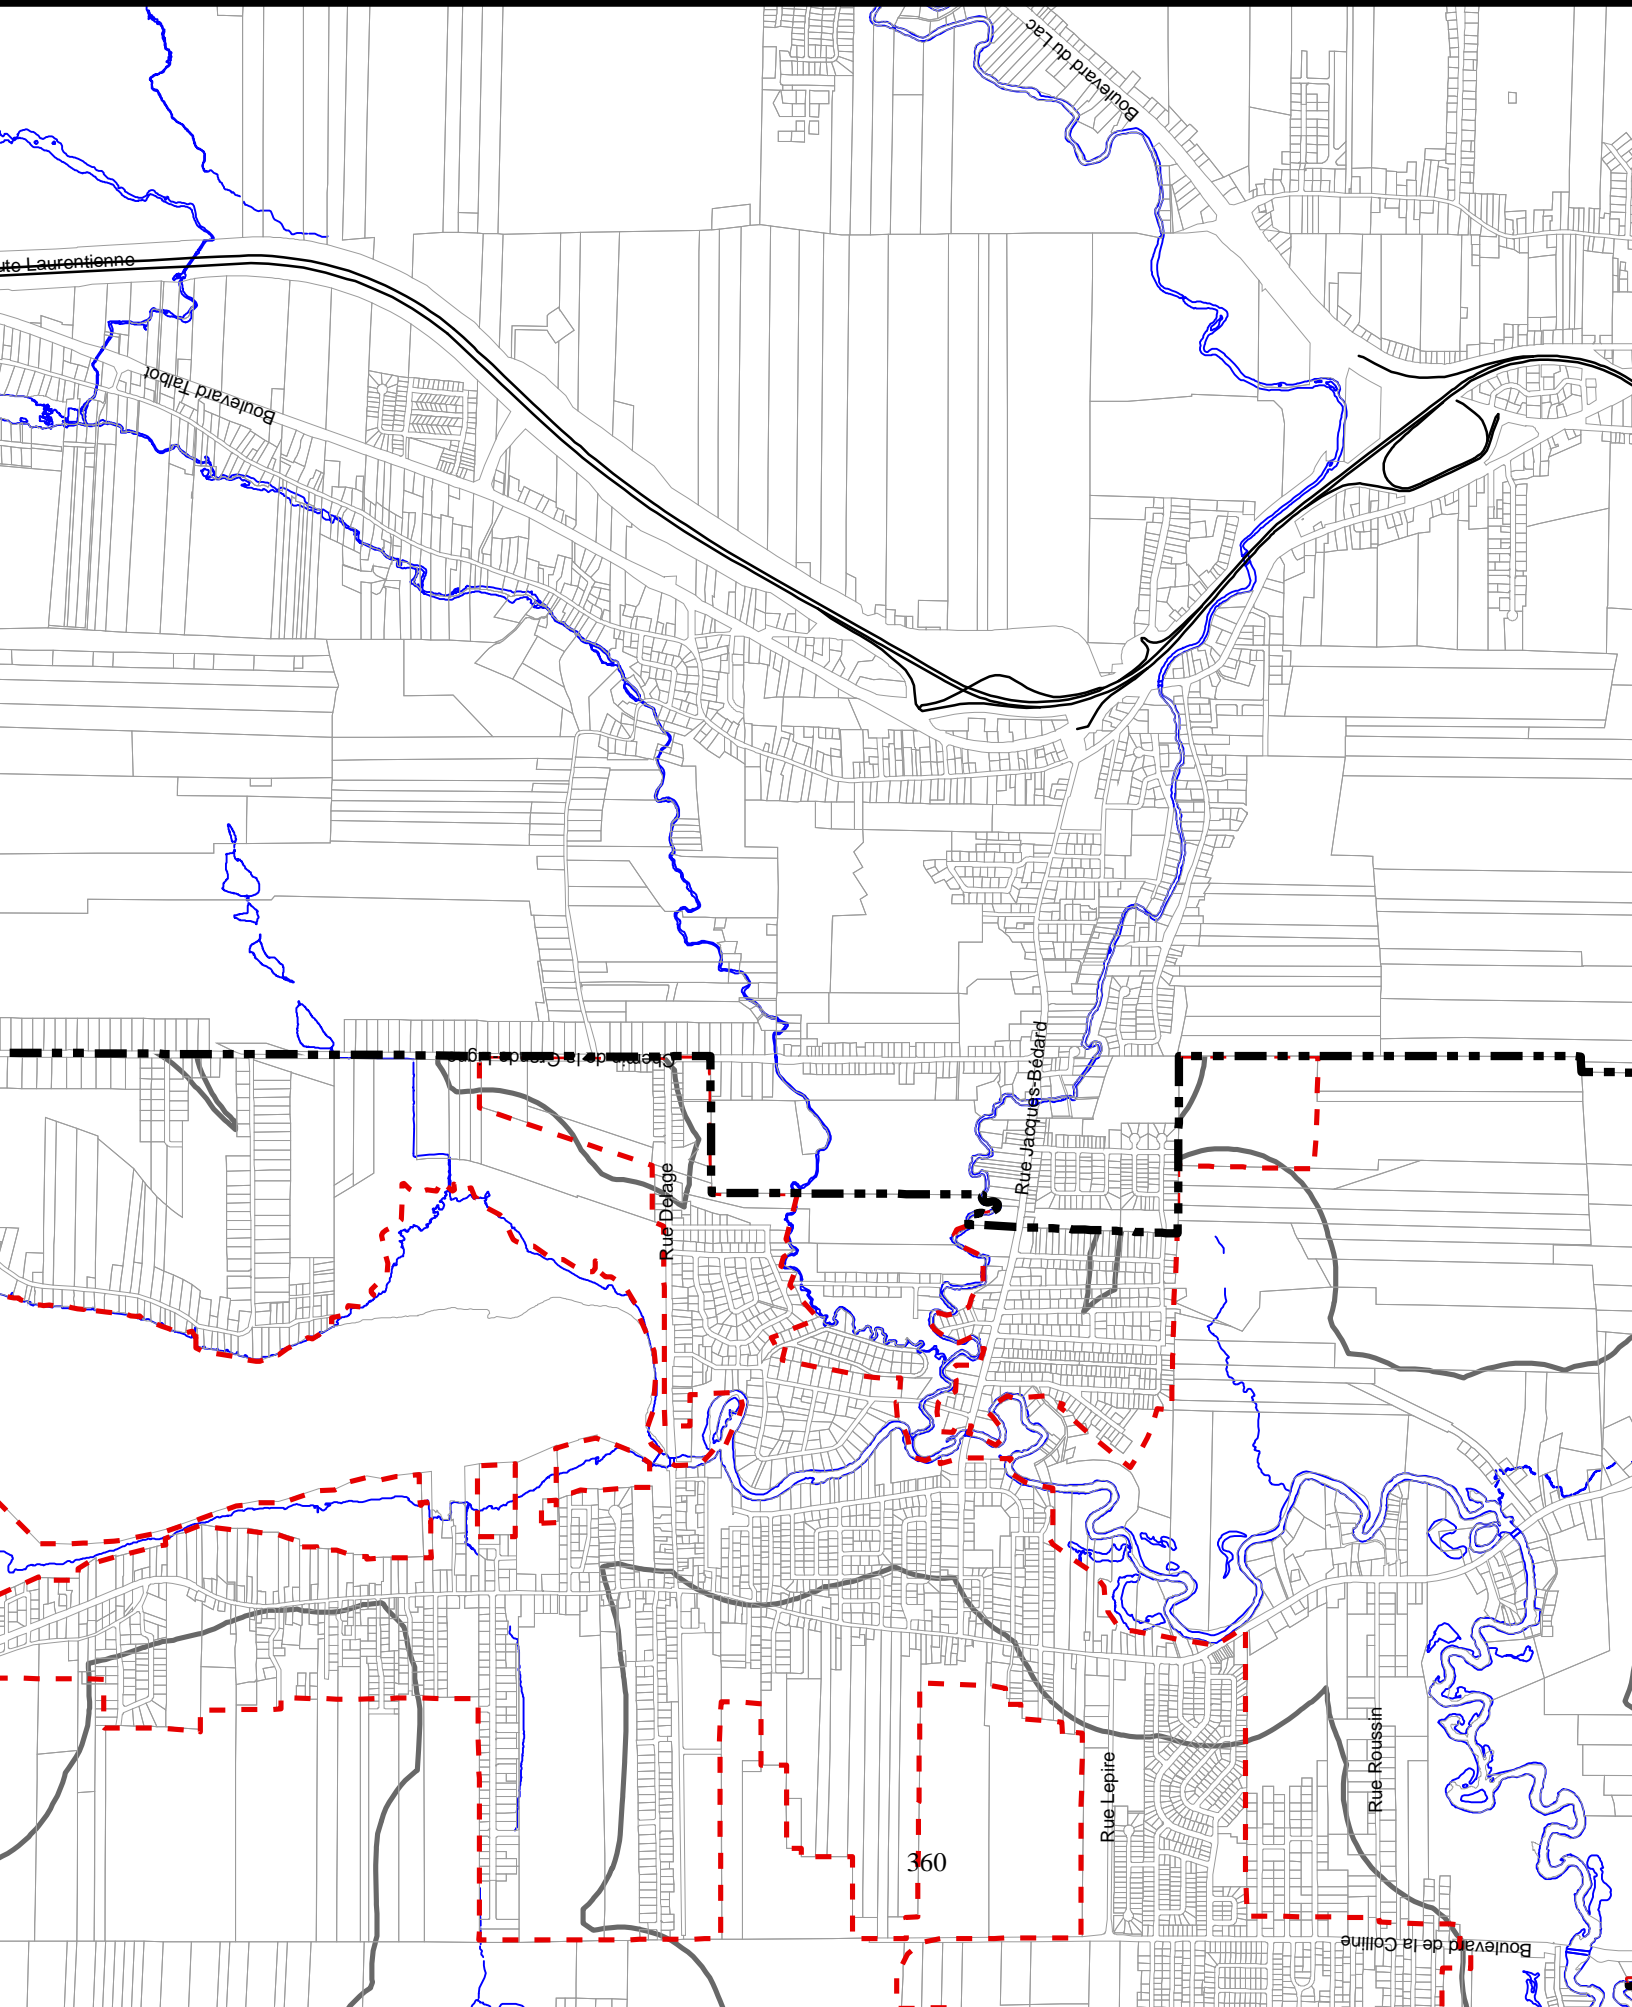 Boulevard du Lac
ute Laurentienne
Boulevard Talbot
Rue Jacques-Bédard
Rue Delage
Rue Lepire
Rue Roussin
360
Boulevard de la Colline